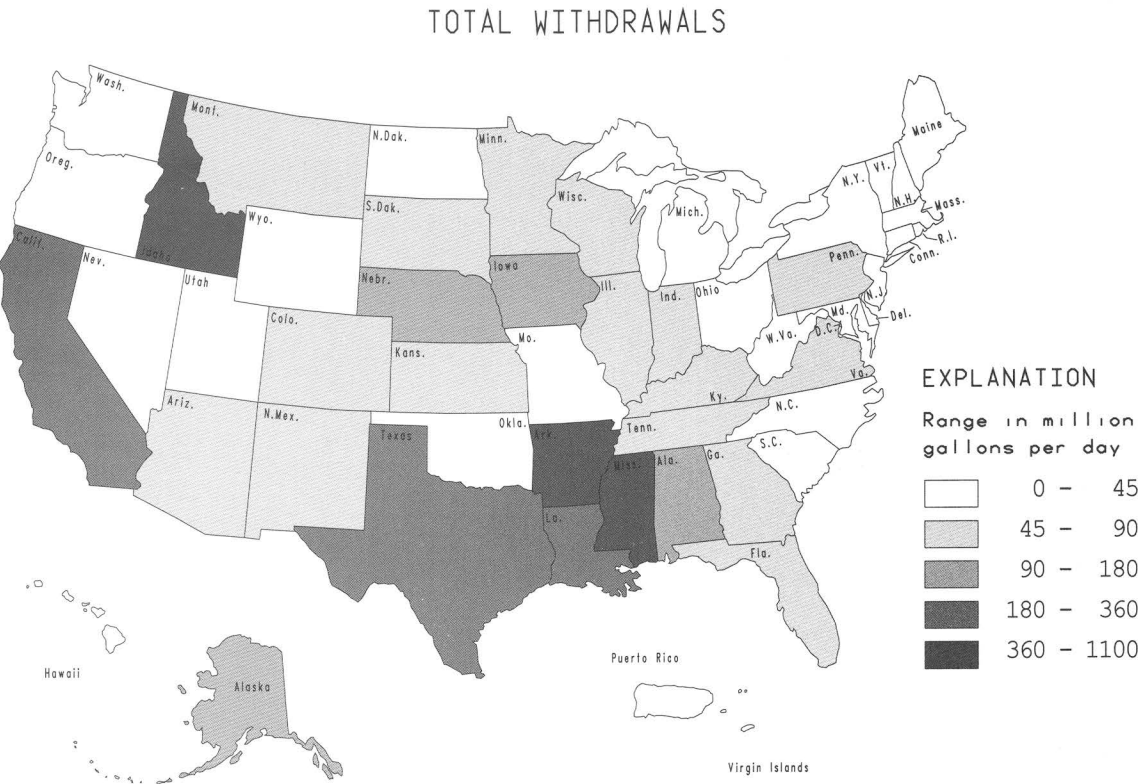 TOTAL WITHDRAWALS
Wash.
Mont.
N.Dak.
Minn.
Maine
Oreg.
Vt.
N.Y.
N.H.
Mass.
Wyo.
S.Dak.
Wisc.
Mich.
Calif.
Idaho
R.I.
Conn.
Nev.
Utah
Nebr.
Iowa
Ill.
Ind.
Ohio
Penn.
N.J.
Colo.
Mo.
W.Va.
Md.
D.C.
Del.
Kans.
Ky.
Va.
Ariz.
N.Mex.
Okla.
Texas
Ark.
Tenn.
N.C.
S.C.
Miss.
Ala.
Ga.
La.
Fla.
EXPLANATION
Range in million
gallons per day
0 - 45
45 - 90
90 - 180
180 - 360
360 - 1100
Hawaii
Alaska
Puerto Rico
Virgin Islands